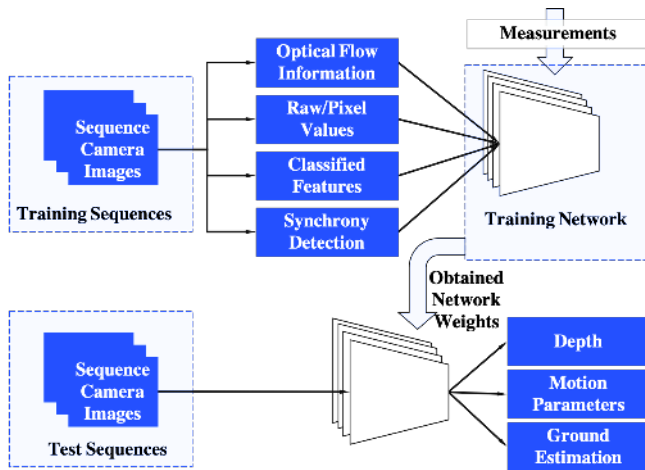 Measurements
Optical Flow
Information
Raw/Pixel
Values
Classified
Features
Synchrony
Detection
Sequence
Camera
Images
Training Sequences
Training Network
Obtained
Network
Weights
Sequence
Camera
Images
Test Sequences
Depth
Motion
Parameters
Ground
Estimation